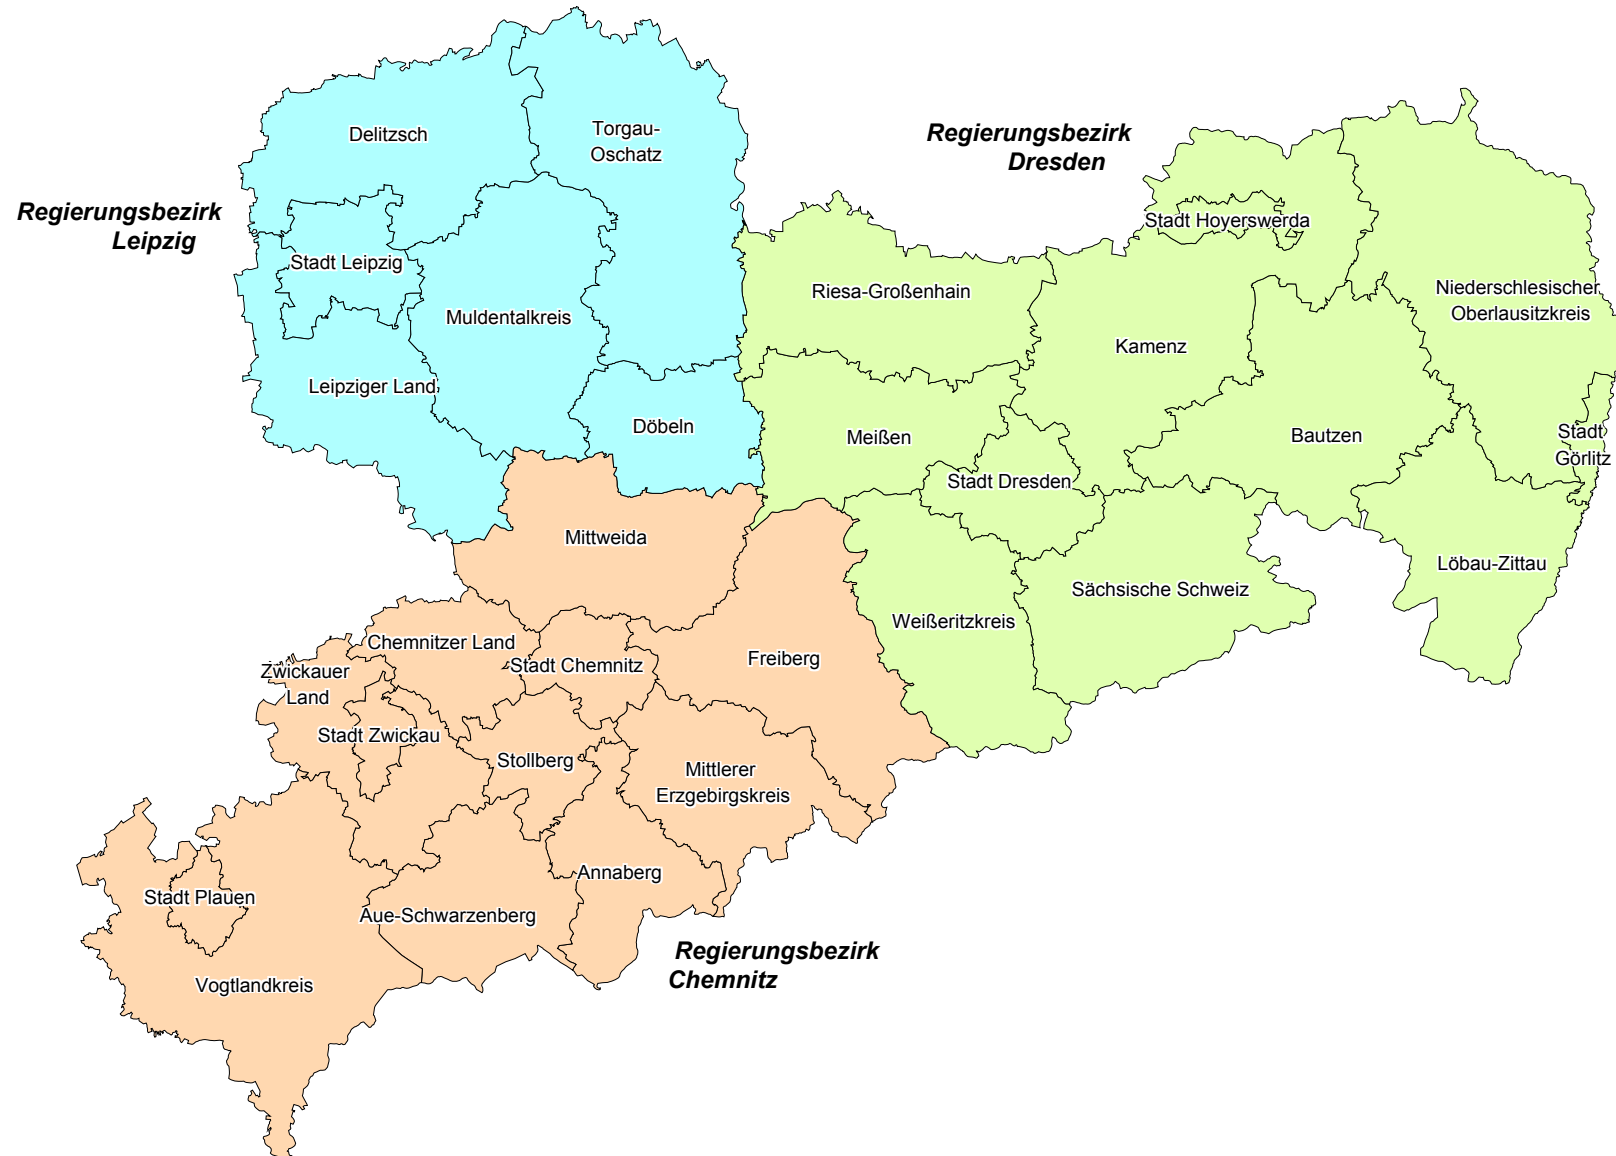 Delitzsch
Torgau-
Oschatz
Regierungsbezirk
Dresden
Regierungsbezirk
Leipzig
Stadt Hoyerswerda
Stadt Leipzig
Riesa-Großenhain
Niederschlesischer
Oberlausitzkreis
Muldentalkreis
Kamenz
Leipziger Land
Döbeln
Meißen
Bautzen
Stadt
Görlitz
Stadt Dresden
Mittweida
Löbau-Zittau
Sächsische Schweiz
Weißeritzkreis
Chemnitzer Land
Stadt Chemnitz
Freiberg
Zwickauer
Land
Stadt Zwickau
Stollberg
Mittlerer
Erzgebirgskreis
Annaberg
Stadt Plauen
Aue-Schwarzenberg
Regierungsbezirk
Chemnitz
Vogtlandkreis